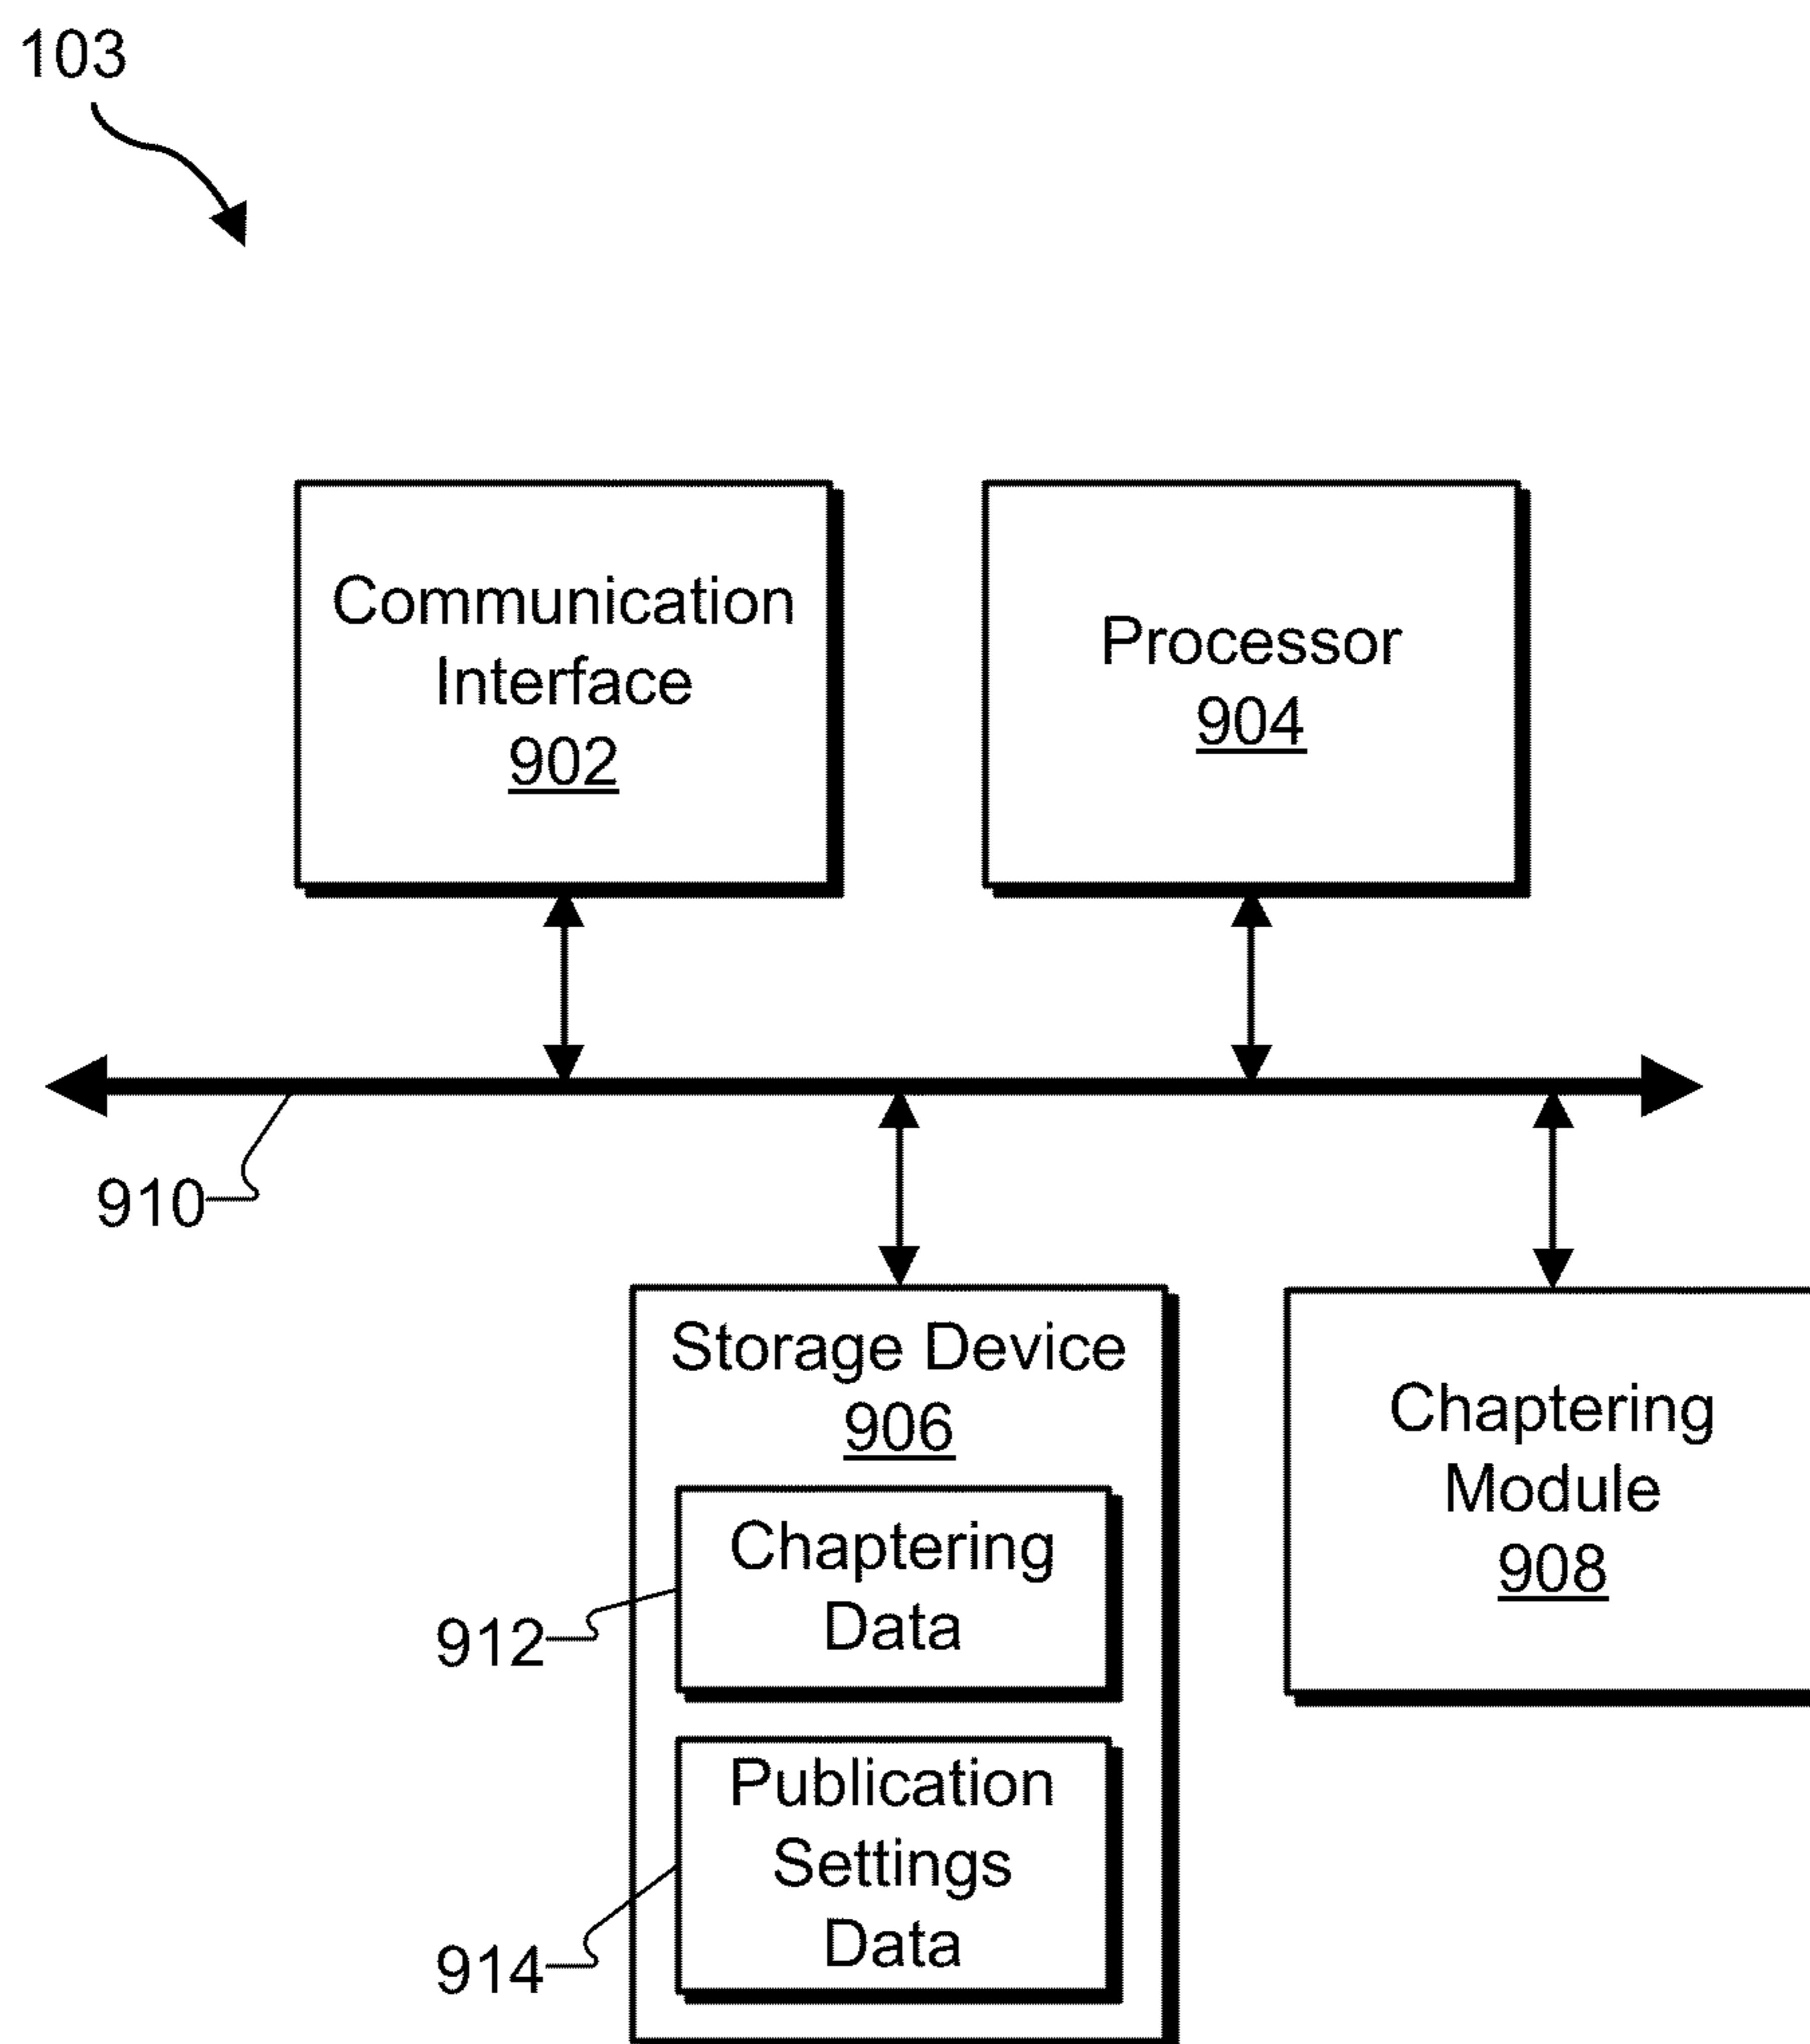 103
Communication
Interface
902
Processor
904
910
Storage Device
906
Chaptering
Data
912
Publication
Settings
Data
914
Chaptering
Module
908